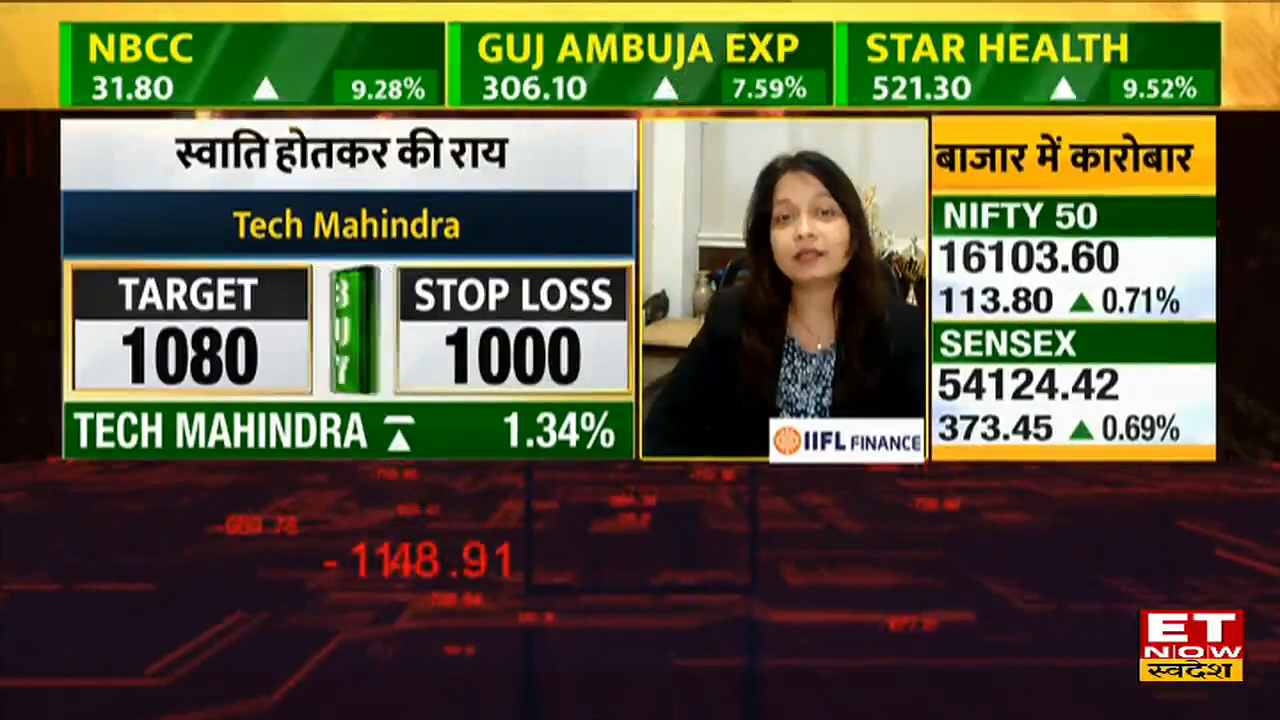 NBCC
31.80 ▲ 9.28%
GUJ AMBUJA EXP
306.10 ▲ 7.59%
STAR HEALTH
521.30 ▲ 9.52%
स्वाति होतकर की राय
Tech Mahindra
TARGET
1080
BUY
STOP LOSS
1000
TECH MAHINDRA ▲ 1.34%
IIFL FINANCE
बाजार में कारोबार
NIFTY 50
16103.60
113.80 ▲ 0.71%
SENSEX
54124.42
373.45 ▲ 0.69%
-1148.91
ET
NOW
स्वदेश